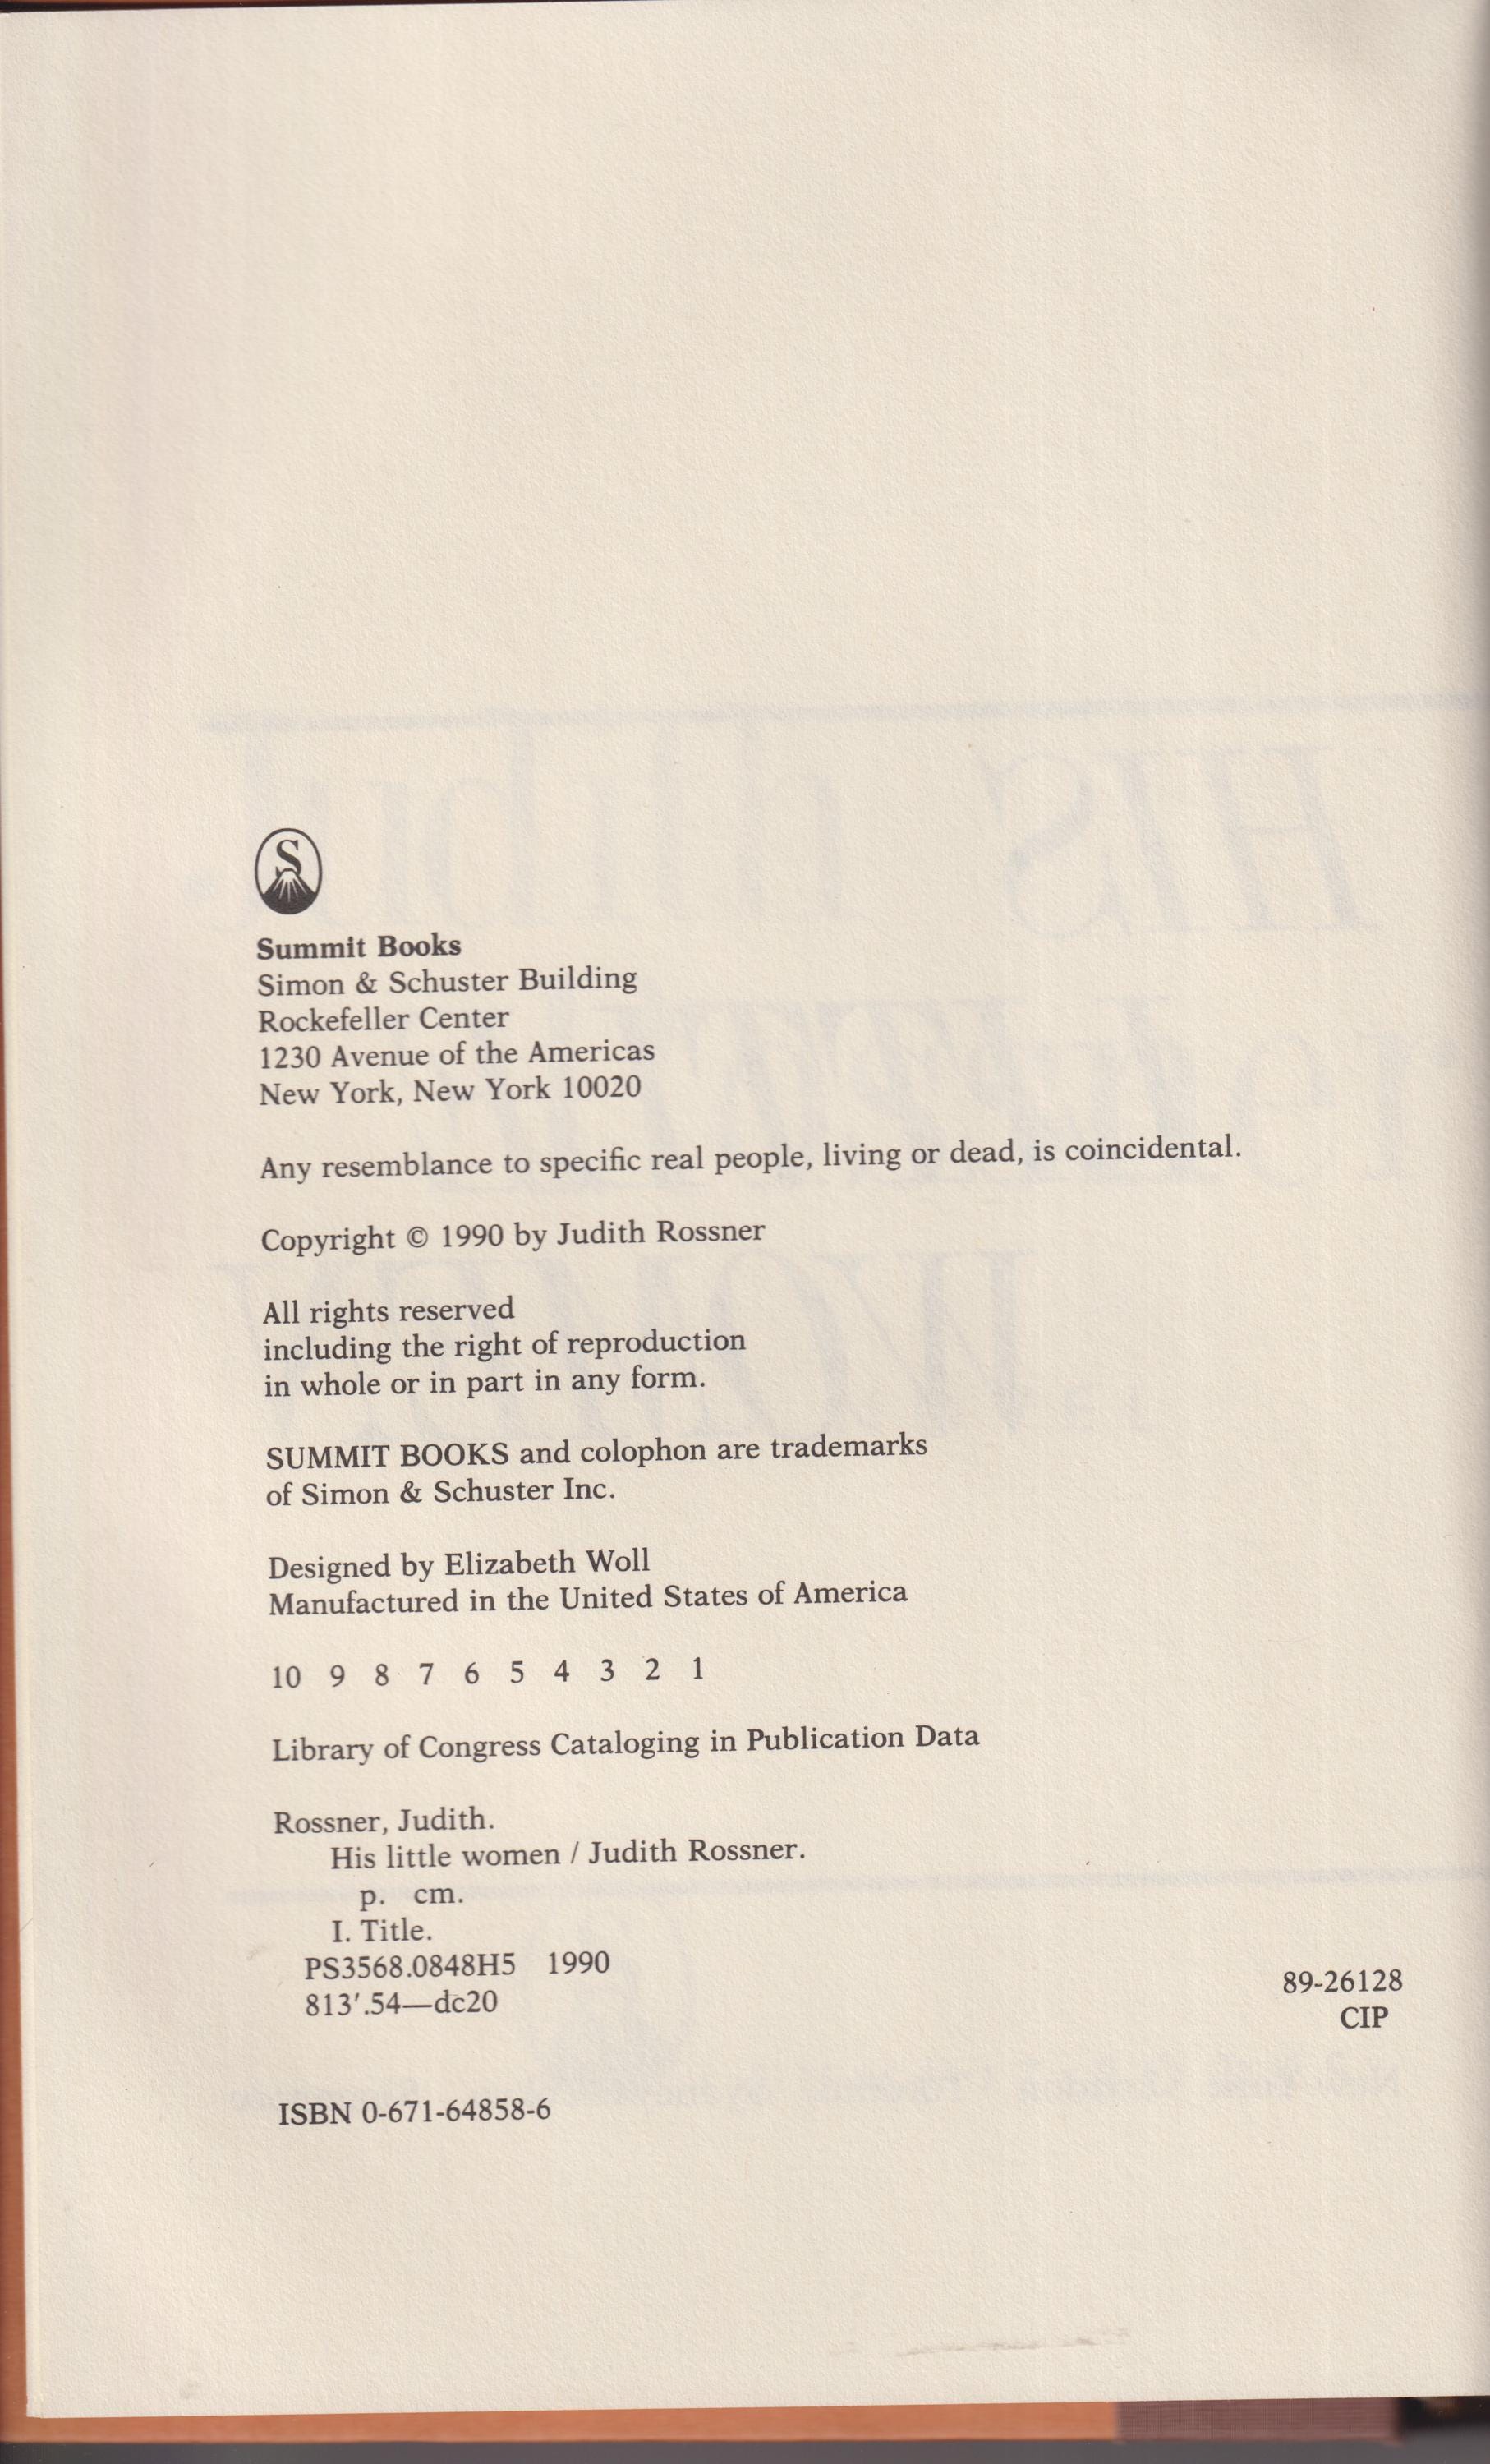 S
Summit Books
Simon & Schuster Building
Rockefeller Center
1230 Avenue of the Americas
New York, New York 10020
Any resemblance to specific real people, living or dead, is coincidental.
Copyright © 1990 by Judith Rossner
All rights reserved
including the right of reproduction
in whole or in part in any form.
SUMMIT BOOKS and colophon are trademarks
of Simon & Schuster Inc.
Designed by Elizabeth Woll
Manufactured in the United States of America
10 9 8 7 6 5 4 3 2 1
Library of Congress Cataloging in Publication Data
Rossner, Judith.
His little women / Judith Rossner.
p. cm.
I. Title.
PS3568.0848H5 1990
813′.54—dc20
89-26128
CIP
ISBN 0-671-64858-6